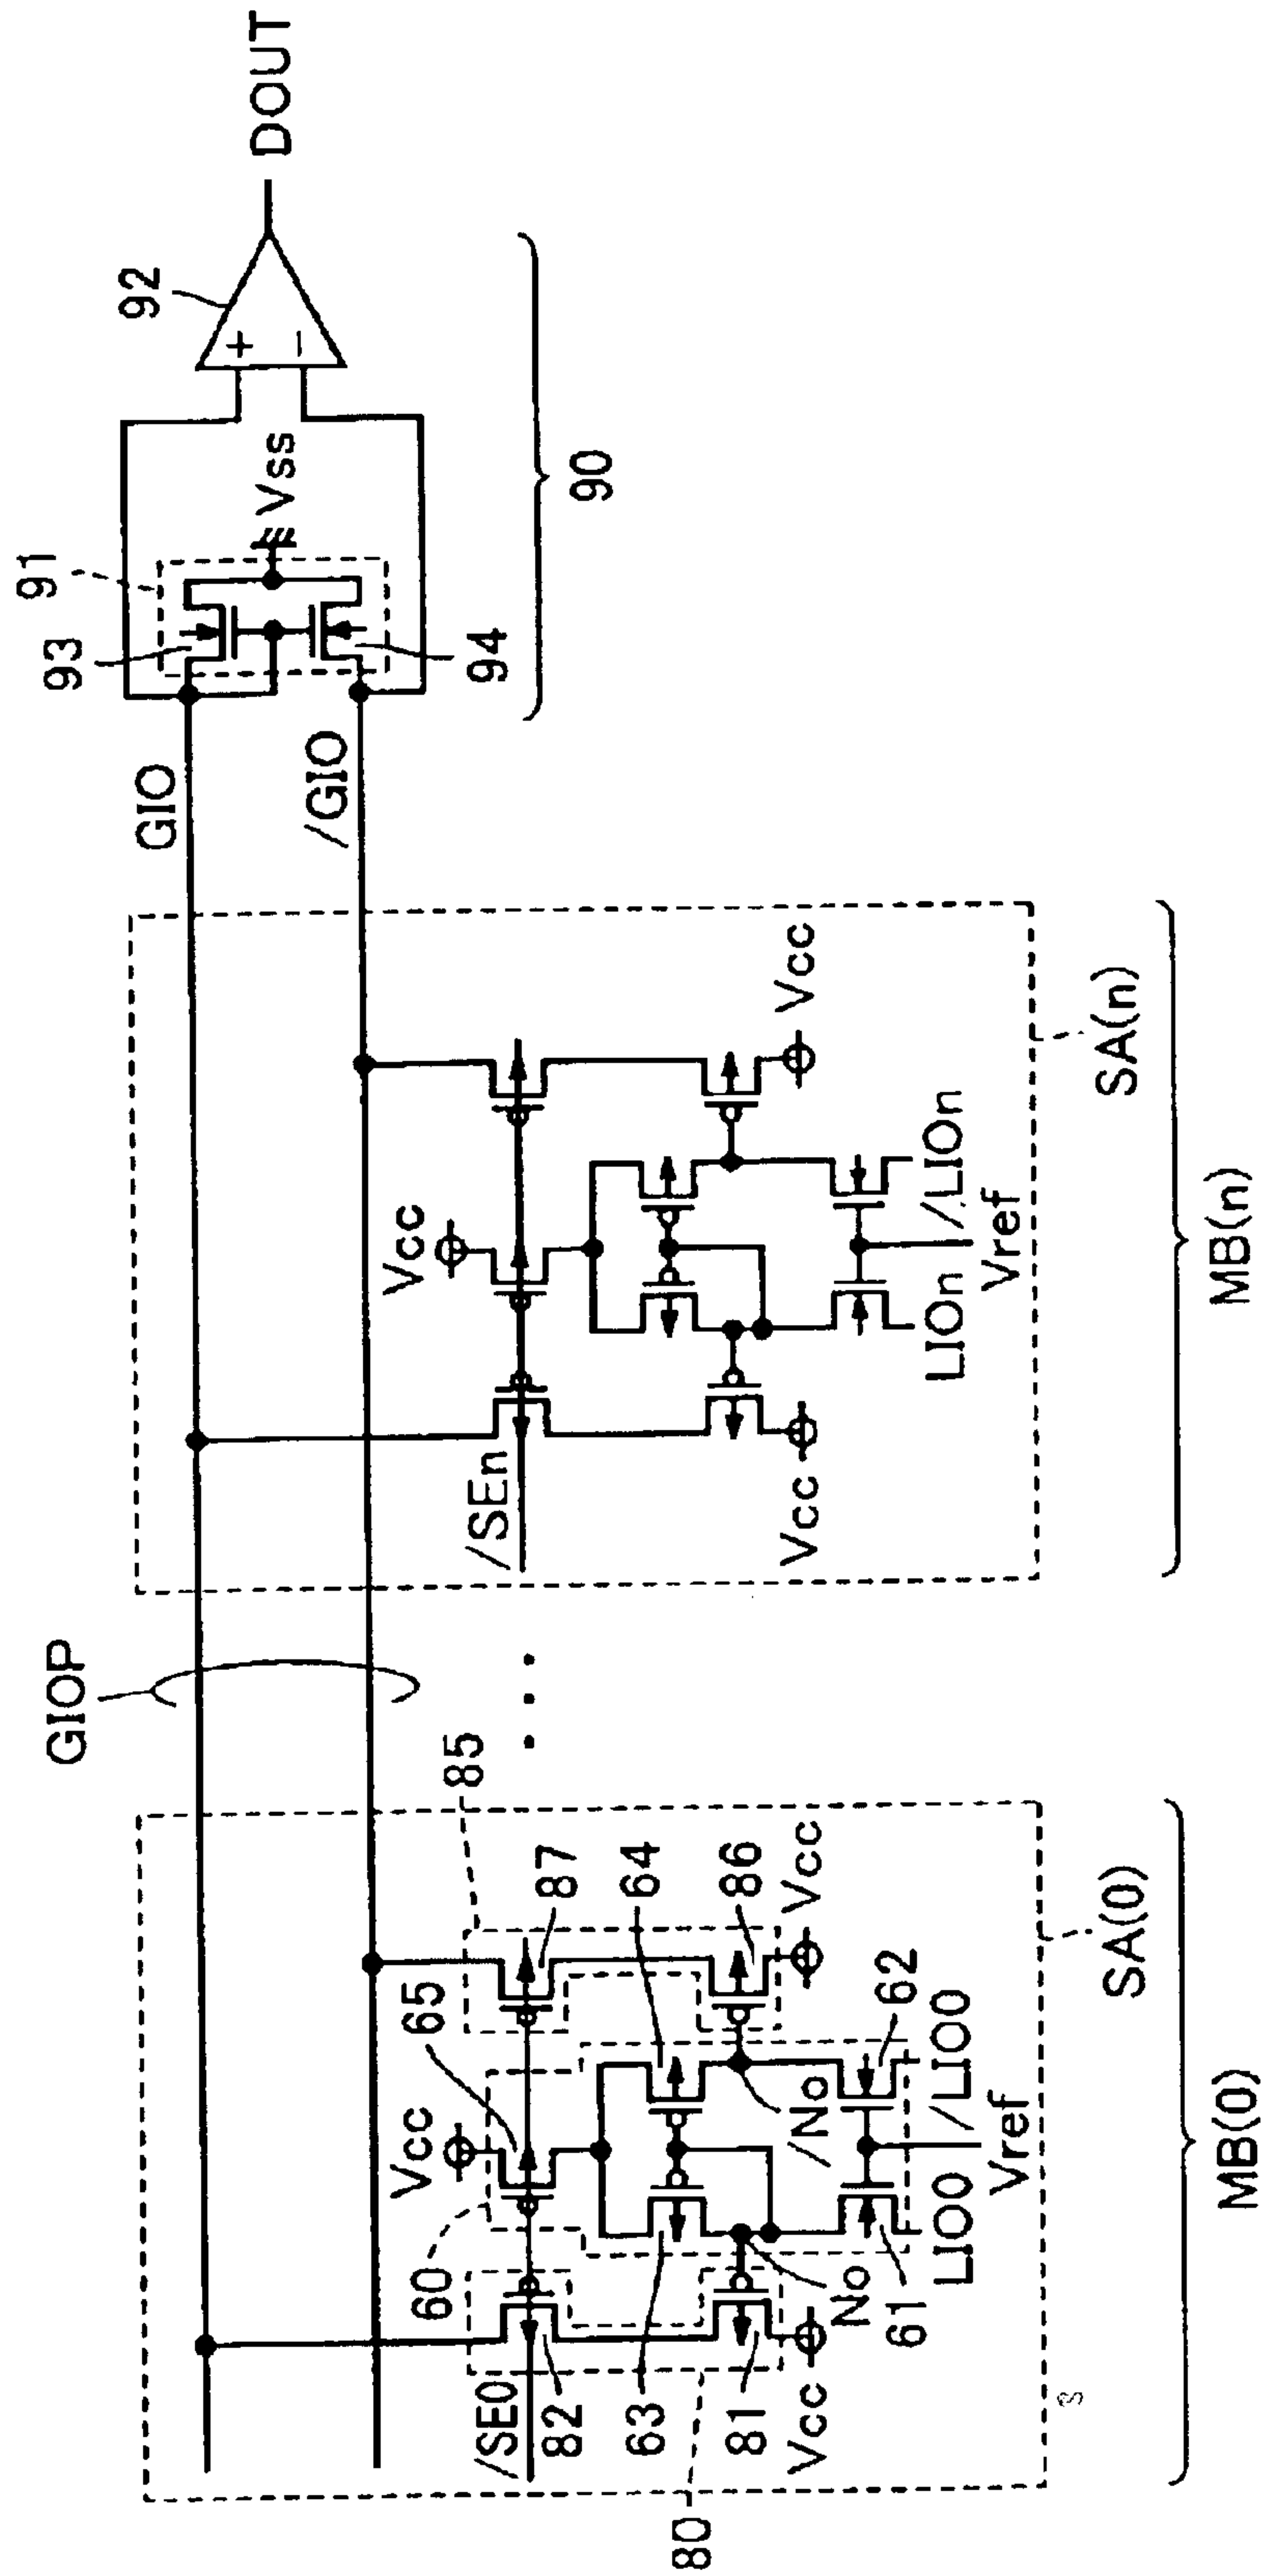 GIOP
GIO
/GIO
91
93
94
Vss
92
+
−
DOUT
90
80
/SE0
82
63
81
Vcc
60
Vcc
65
85
87
64
86
Vcc
No
/No
61
62
LIO0
/LIO0
Vref
SA(0)
MB(0)
...
/SEn
Vcc
Vcc
Vcc
LIOn
/LIOn
Vref
SA(n)
MB(n)